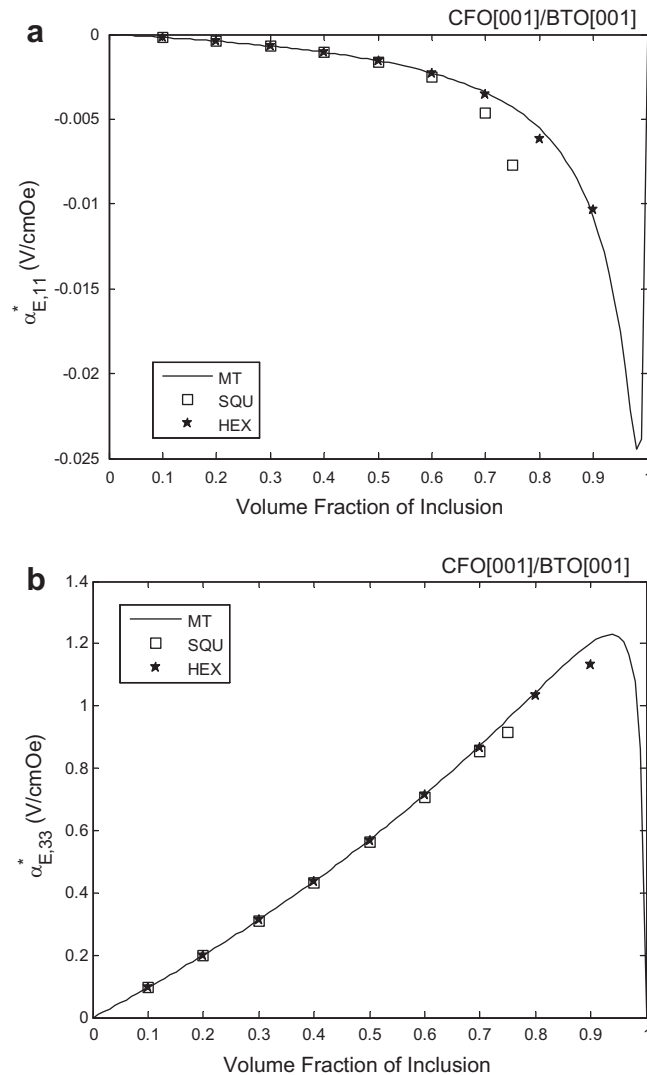 a
CFO[001]/BTO[001]
0
-0.005
-0.01
-0.015
-0.02
-0.025
α*E,11 (V/cmOe)
MT
SQU
HEX
0 0.1 0.2 0.3 0.4 0.5 0.6 0.7 0.8 0.9 1
Volume Fraction of Inclusion
b
CFO[001]/BTO[001]
1.4
1.2
1
0.8
0.6
0.4
0.2
0
α*E,33 (V/cmOe)
MT
SQU
HEX
0 0.1 0.2 0.3 0.4 0.5 0.6 0.7 0.8 0.9 1
Volume Fraction of Inclusion